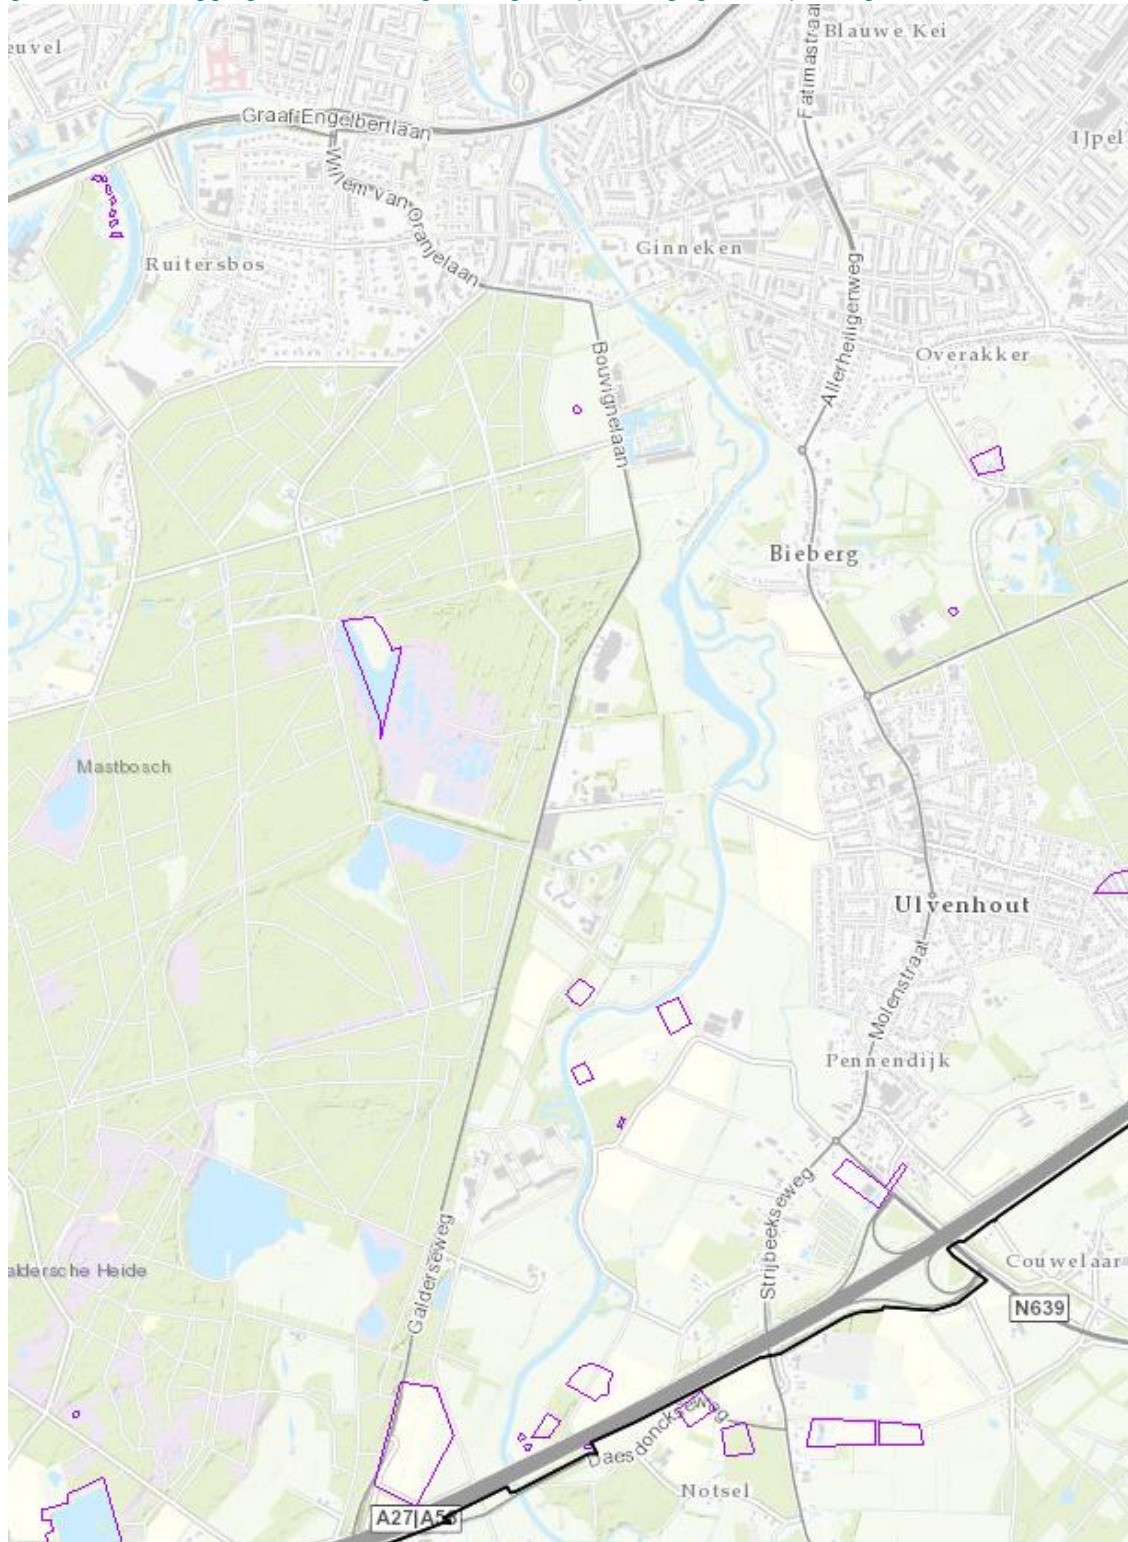 Blauwe Kei
euvel
Fatimastraat
Graaf Engelbertlaan
IJpel
Willem van Oranjelaan
Ginneken
Ruitersbos
Allerheiligenweg
Overakker
Bouvignelaan
Bieberg
Mastbosch
Ulvenhout
Molenstraat
Pennendijk
Strijbeekseweg
Galderseweg
Couwelaar
aldersche Heide
N639
Daesdonckseweg
Notsel
A27|A58